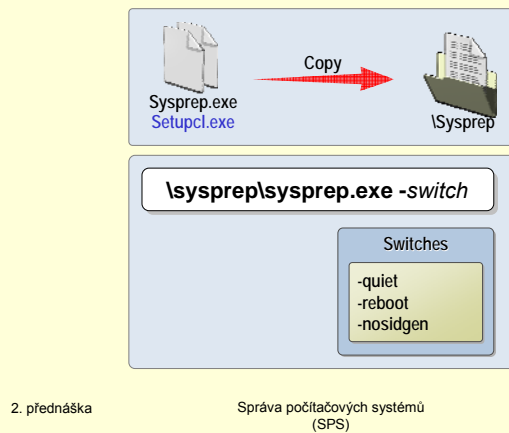 Copy
Sysprep.exe
Setupcl.exe
\Sysprep
\sysprep\sysprep.exe -switch
Switches
-quiet
-reboot
-nosidgen
2. přednáška
Správa počítačových systémů
(SPS)